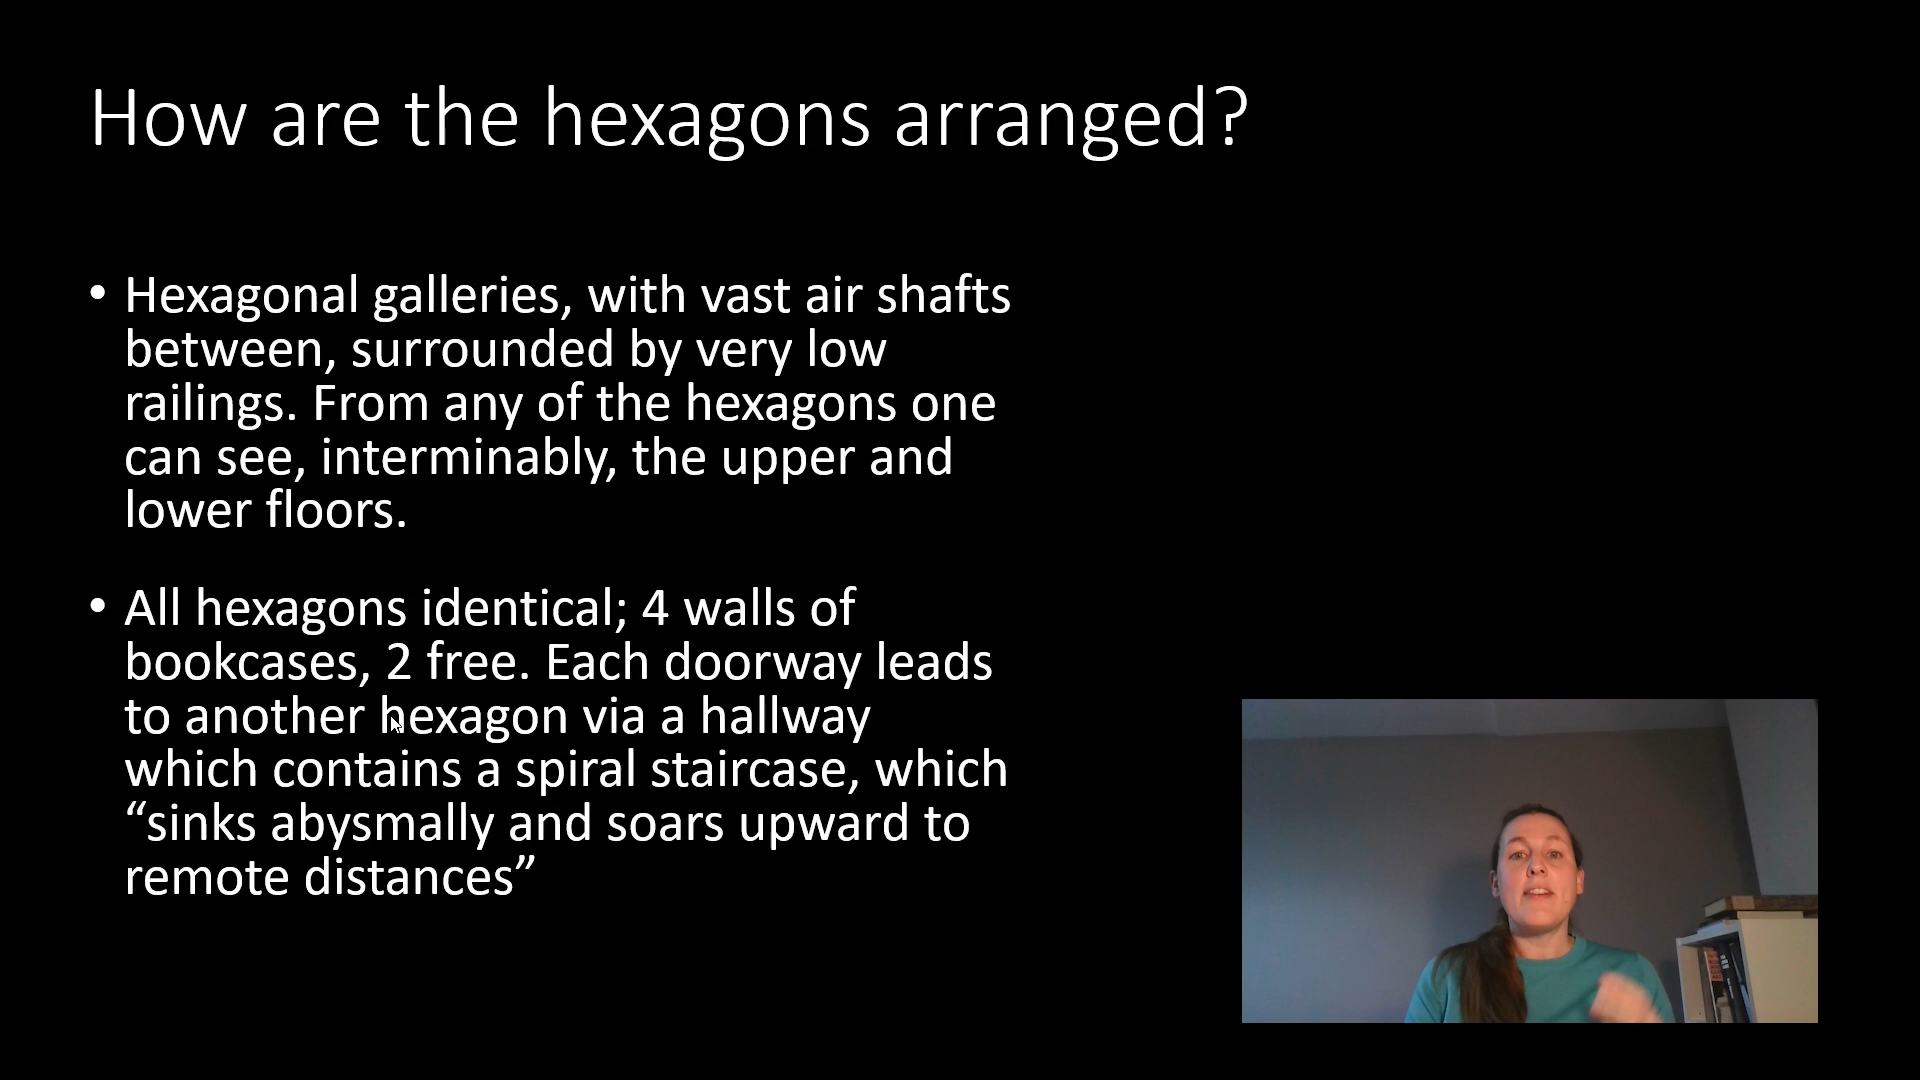 How are the hexagons arranged?
• Hexagonal galleries, with vast air shafts
between, surrounded by very low
railings. From any of the hexagons one
can see, interminably, the upper and
lower floors.
• All hexagons identical; 4 walls of
bookcases, 2 free. Each doorway leads
to another hexagon via a hallway
which contains a spiral staircase, which
“sinks abysmally and soars upward to
remote distances”